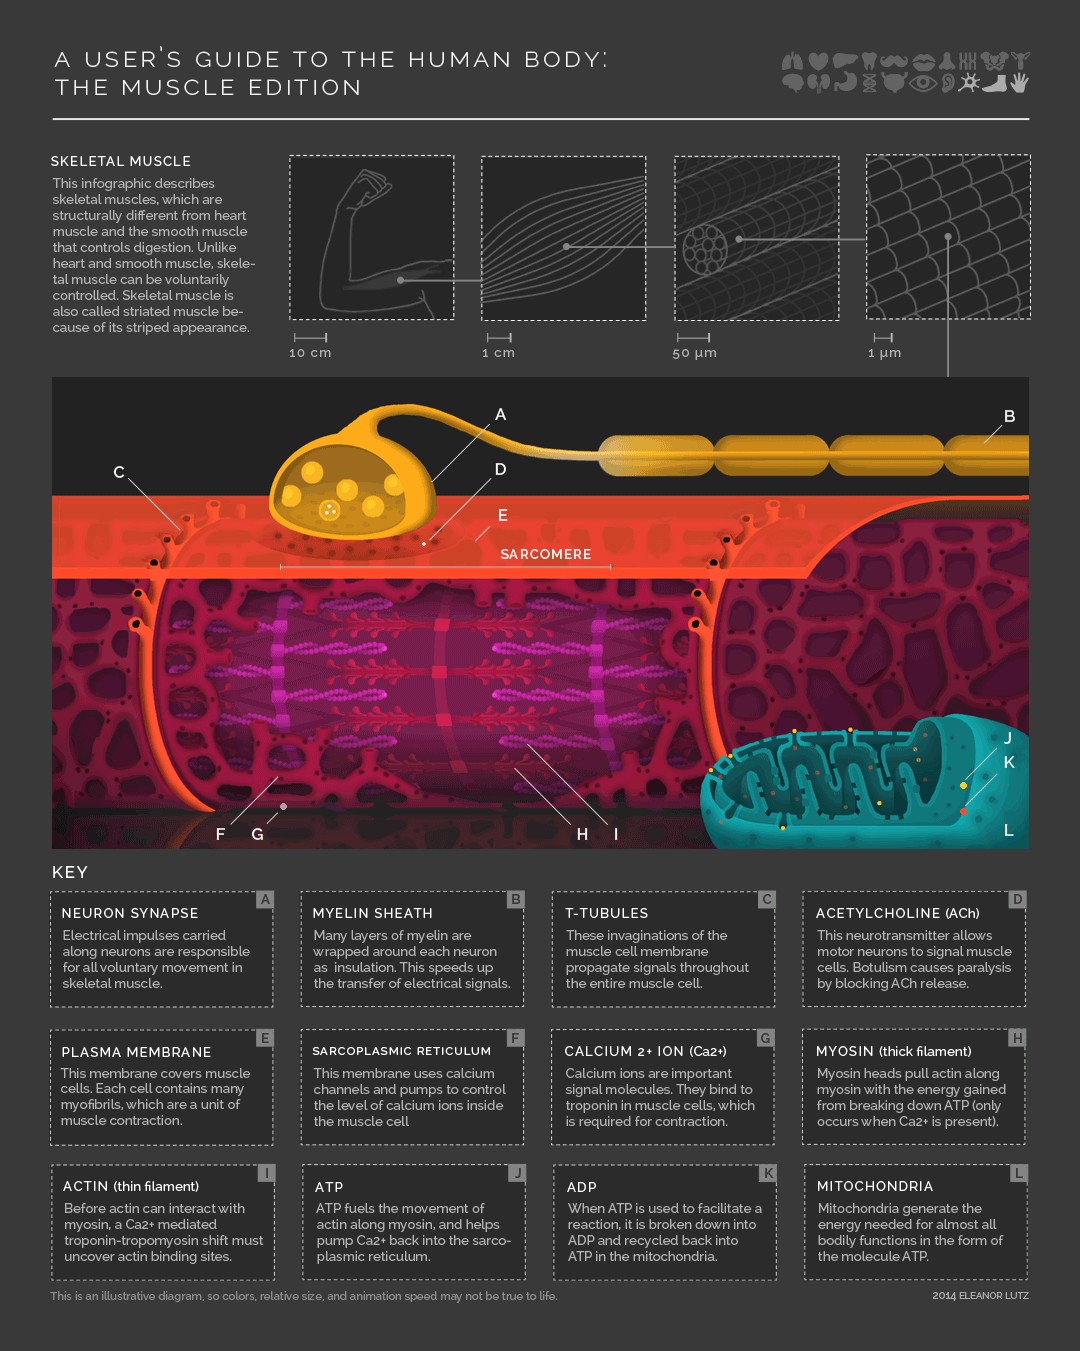 A USER'S GUIDE TO THE HUMAN BODY:
THE MUSCLE EDITION
SKELETAL MUSCLE
This infographic describes
skeletal muscles, which are
structurally different from heart
muscle and the smooth muscle
that controls digestion. Unlike
heart and smooth muscle, skele-
tal muscle can be voluntarily
controlled. Skeletal muscle is
also called striated muscle be-
cause of its striped appearance.
10 cm
1 cm
50 µm
1 µm
A
B
C
D
E
SARCOMERE
J
K
F
G
H
I
L
KEY
A
NEURON SYNAPSE
Electrical impulses carried
along neurons are responsible
for all voluntary movement in
skeletal muscle.
B
MYELIN SHEATH
Many layers of myelin are
wrapped around each neuron
as insulation. This speeds up
the transfer of electrical signals.
C
T-TUBULES
These invaginations of the
muscle cell membrane
propagate signals throughout
the entire muscle cell.
D
ACETYLCHOLINE (ACh)
This neurotransmitter allows
motor neurons to signal muscle
cells. Botulism causes paralysis
by blocking ACh release.
E
PLASMA MEMBRANE
This membrane covers muscle
cells. Each cell contains many
myofibrils, which are a unit of
muscle contraction.
F
SARCOPLASMIC RETICULUM
This membrane uses calcium
channels and pumps to control
the level of calcium ions inside
the muscle cell
G
CALCIUM 2+ ION (Ca2+)
Calcium ions are important
signal molecules. They bind to
troponin in muscle cells, which
is required for contraction.
H
MYOSIN (thick filament)
Myosin heads pull actin along
myosin with the energy gained
from breaking down ATP (only
occurs when Ca2+ is present).
I
ACTIN (thin filament)
Before actin can interact with
myosin, a Ca2+ mediated
troponin-tropomyosin shift must
uncover actin binding sites.
J
ATP
ATP fuels the movement of
actin along myosin, and helps
pump Ca2+ back into the sarco-
plasmic reticulum.
K
ADP
When ATP is used to facilitate a
reaction, it is broken down into
ADP and recycled back into
ATP in the mitochondria.
L
MITOCHONDRIA
Mitochondria generate the
energy needed for almost all
bodily functions in the form of
the molecule ATP.
This is an illustrative diagram, so colors, relative size, and animation speed may not be true to life.
2014 ELEANOR LUTZ